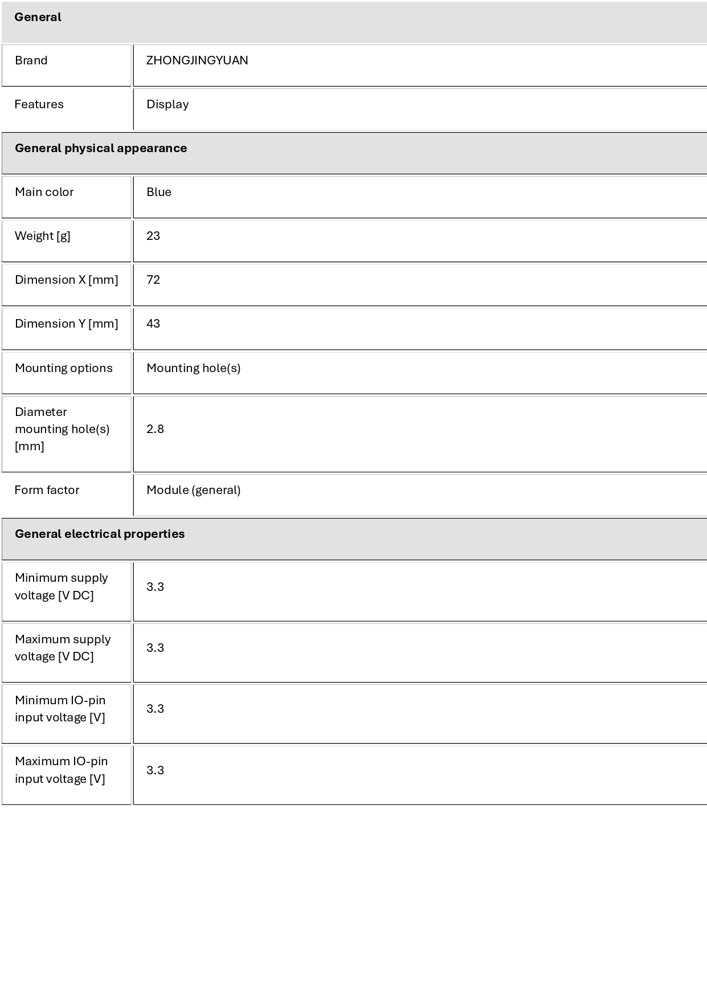 General
Brand
ZHONGJINGYUAN
Features
Display
General physical appearance
Main color
Blue
Weight [g]
23
Dimension X [mm]
72
Dimension Y [mm]
43
Mounting options
Mounting hole(s)
Diameter
mounting hole(s)
[mm]
2.8
Form factor
Module (general)
General electrical properties
Minimum supply
voltage [V DC]
3.3
Maximum supply
voltage [V DC]
3.3
Minimum IO-pin
input voltage [V]
3.3
Maximum IO-pin
input voltage [V]
3.3